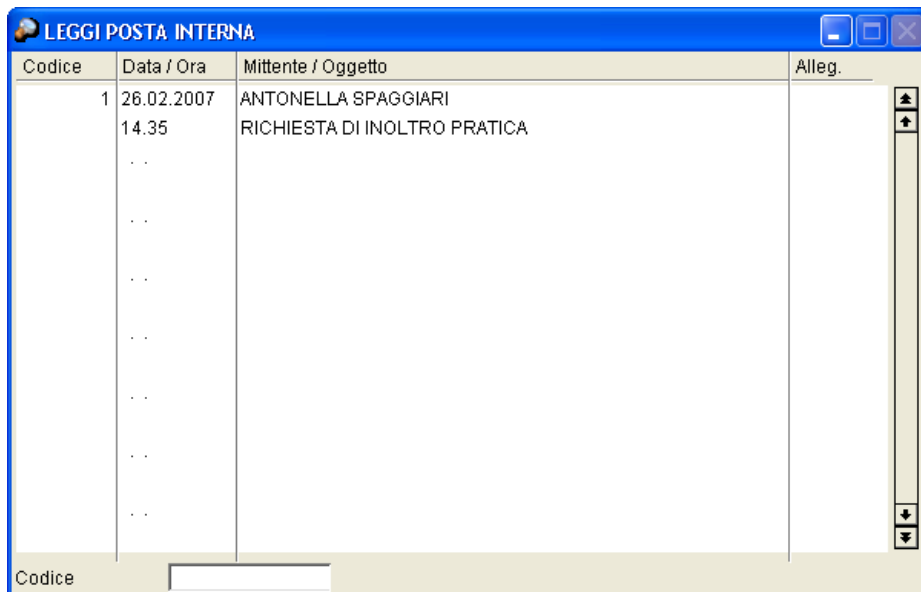 LEGGI POSTA INTERNA
Codice Data / Ora Mittente / Oggetto Alleg.
1 26.02.2007 ANTONELLA SPAGGIARI
14.35 RICHIESTA DI INOLTRO PRATICA
. .
. .
. .
. .
. .
. .
. .
Codice